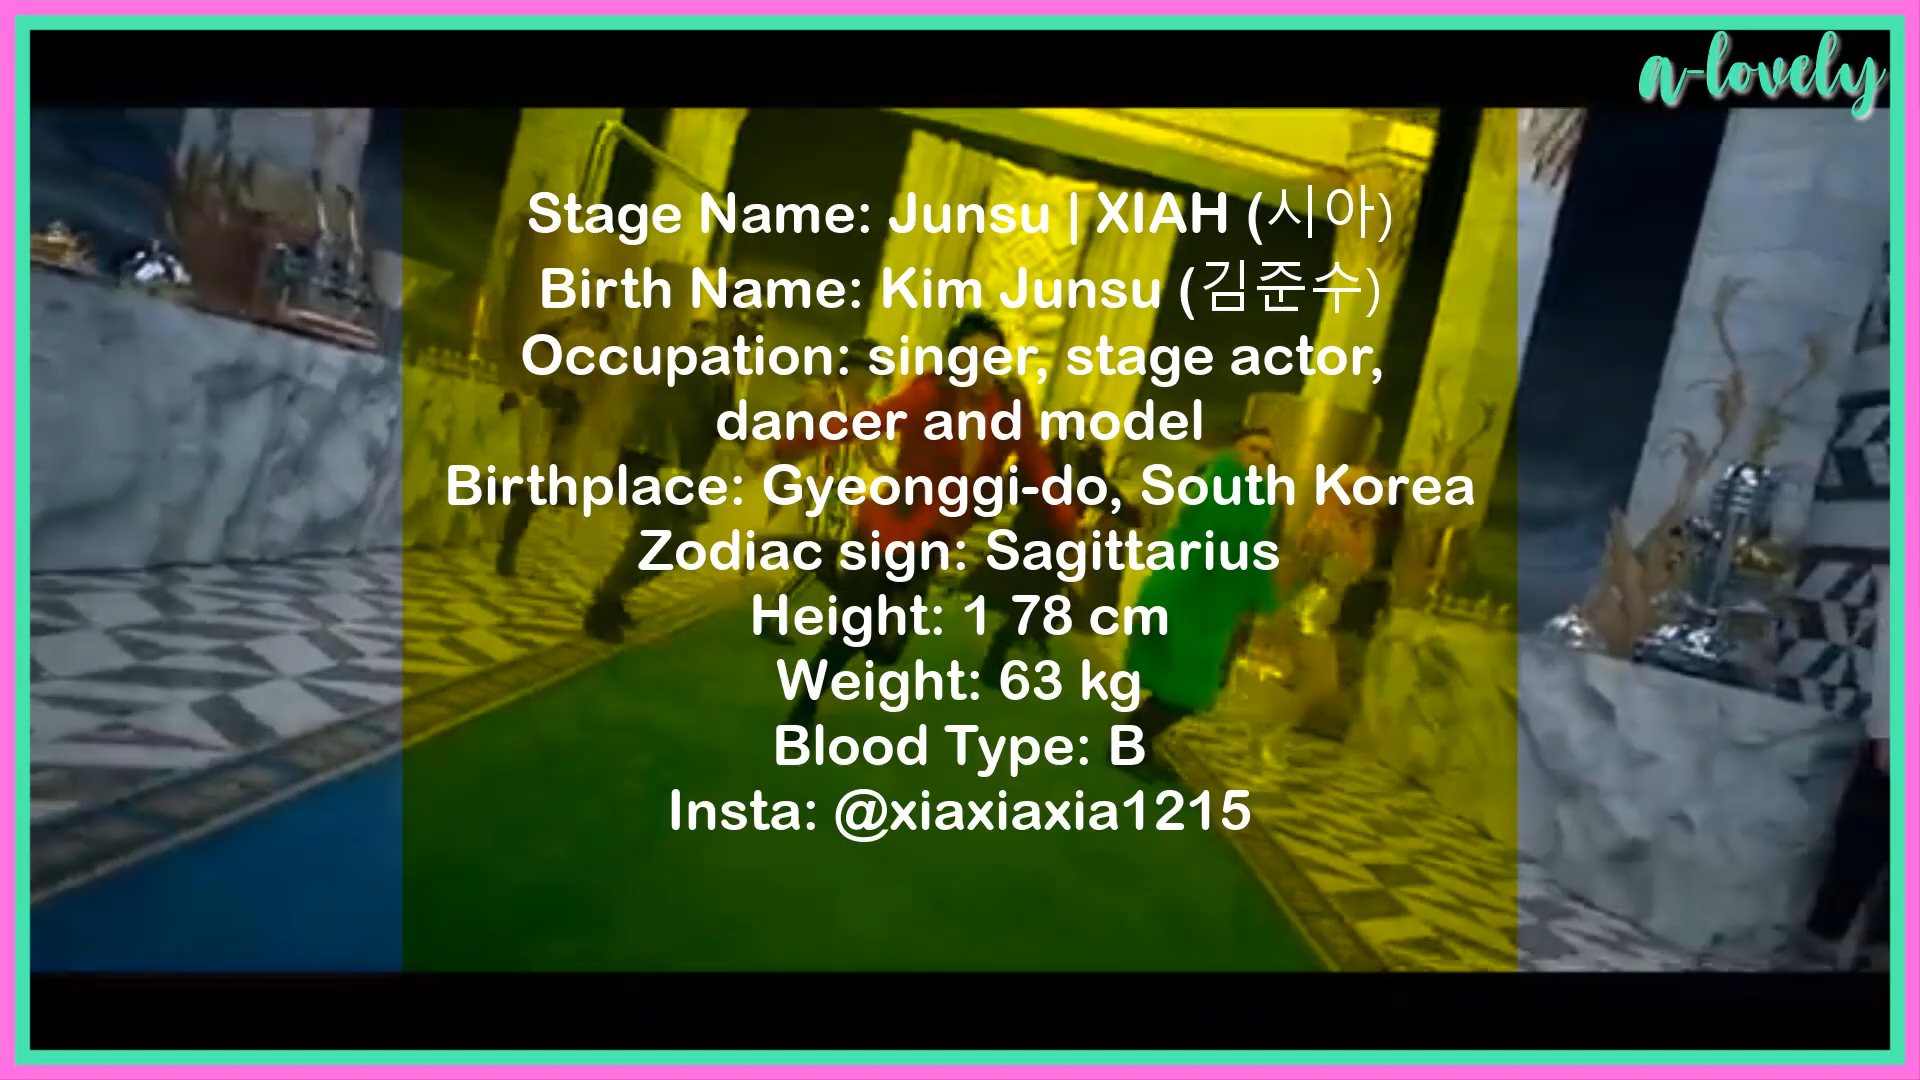 a-lovely
Stage Name: Junsu | XIAH (시아)
Birth Name: Kim Junsu (김준수)
Occupation: singer, stage actor,
dancer and model
Birthplace: Gyeonggi-do, South Korea
Zodiac sign: Sagittarius
Height: 1 78 cm
Weight: 63 kg
Blood Type: B
Insta: @xiaxiaxia1215